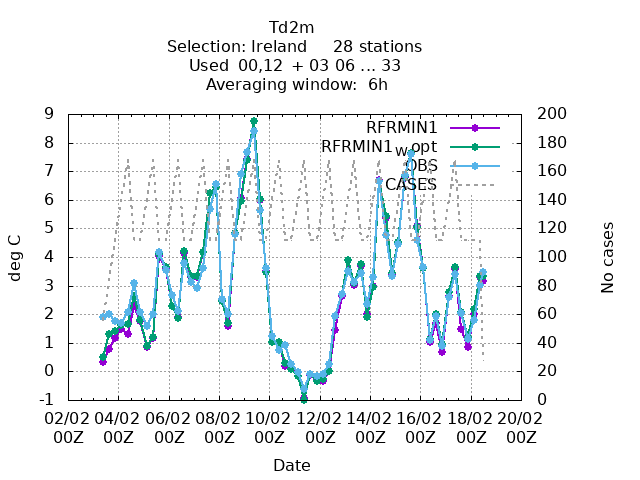 Td2m
Selection: Ireland 28 stations
Used 00,12 + 03 06 ... 33
Averaging window: 6h
9 200
8 180
7 160
6 140
5 120
4 100
3 80
2 60
1 40
0 20
-1 0
RFRMIN1
RFRMIN1wopt
OBS
CASES
deg C
No cases
02/02 04/02 06/02 08/02 10/02 12/02 14/02 16/02 18/02 20/02
00Z 00Z 00Z 00Z 00Z 00Z 00Z 00Z 00Z 00Z
Date